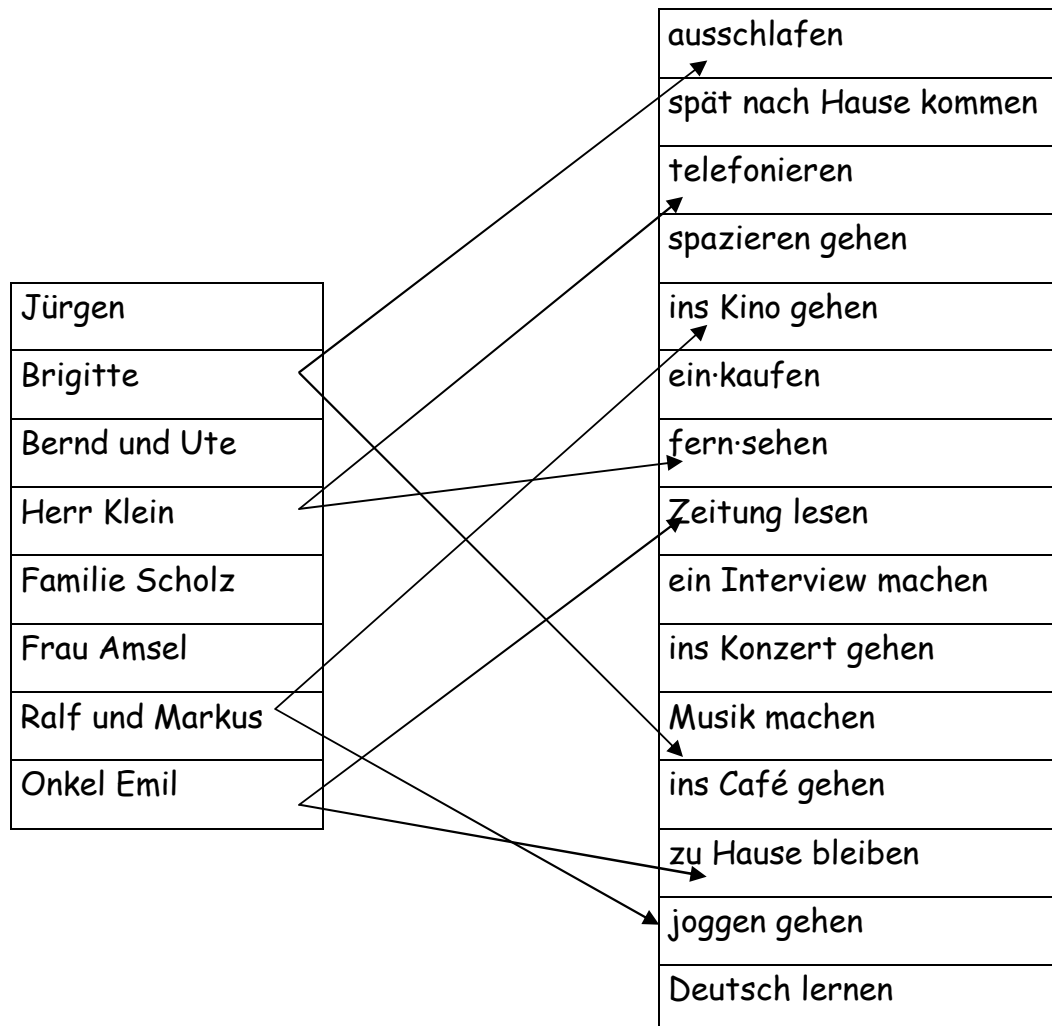 Jürgen
Brigitte
Bernd und Ute
Herr Klein
Familie Scholz
Frau Amsel
Ralf und Markus
Onkel Emil
ausschlafen
spät nach Hause kommen
telefonieren
spazieren gehen
ins Kino gehen
ein·kaufen
fern·sehen
Zeitung lesen
ein Interview machen
ins Konzert gehen
Musik machen
ins Café gehen
zu Hause bleiben
joggen gehen
Deutsch lernen